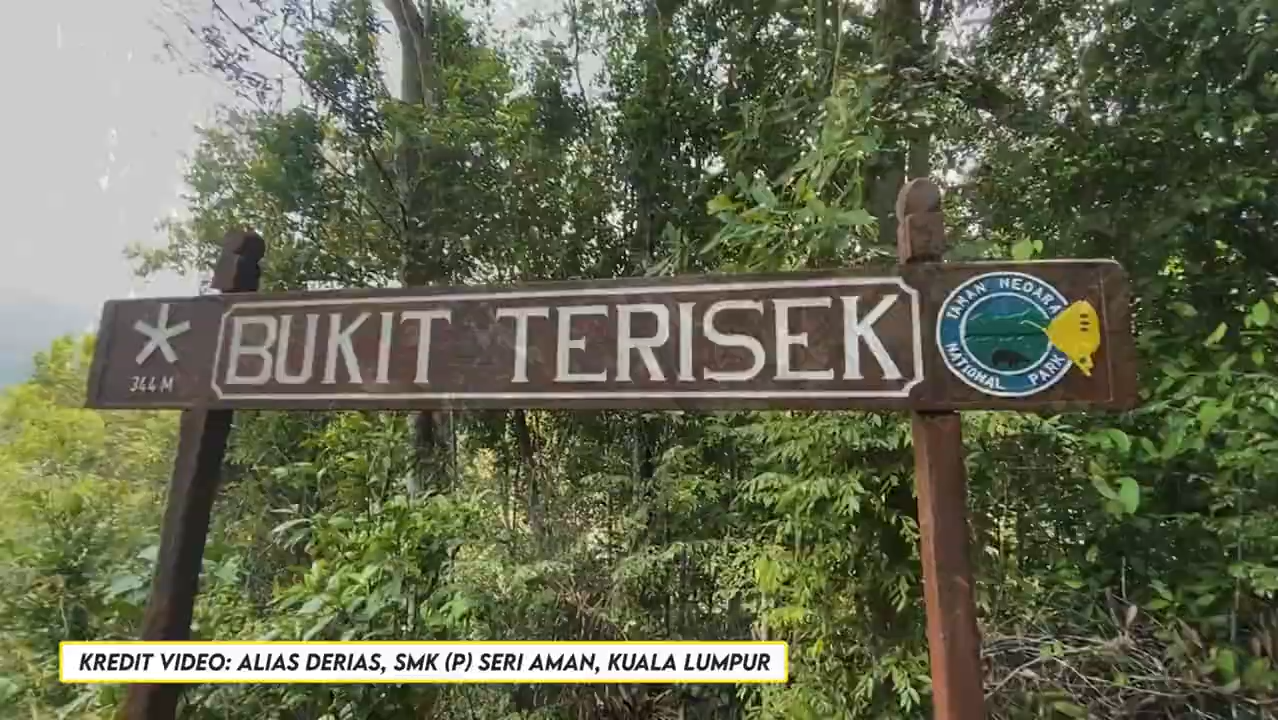 344 M
BUKIT TERISEK
TAMAN NEGARA
NATIONAL PARK
KREDIT VIDEO: ALIAS DERIAS, SMK (P) SERI AMAN, KUALA LUMPUR